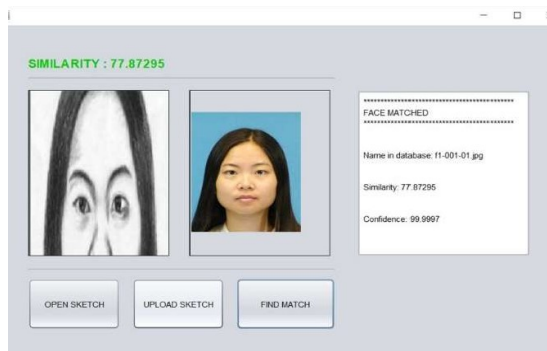 SIMILARITY : 77.87295
**********************************************
FACE MATCHED
**********************************************
Name in database: f1-001-01.jpg
Similarity: 77.87295
Confidence: 99.9997
OPEN SKETCH
UPLOAD SKETCH
FIND MATCH